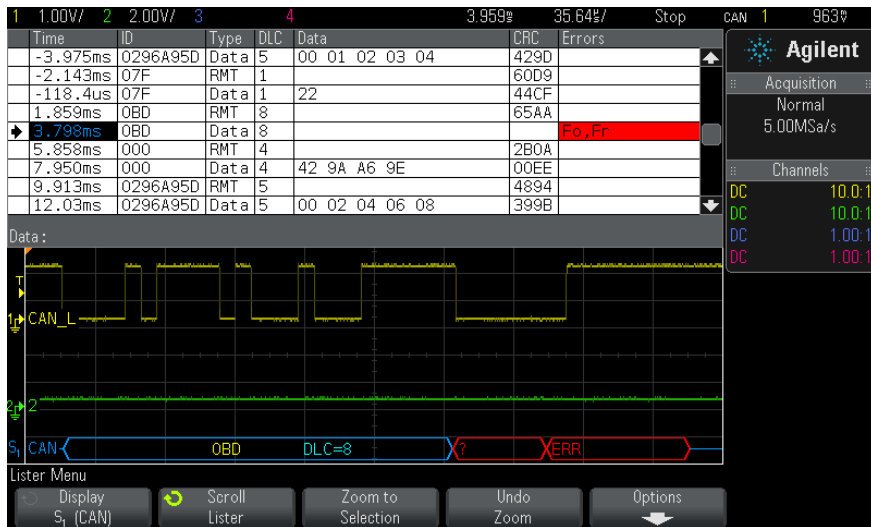 1 1.00V/ 2 2.00V/ 3 4 3.959s 35.64s/ Stop CAN 1 963V
Time ID Type DLC Data CRC Errors
-3.975ms 0296A95D Data 5 00 01 02 03 04 429D
-2.143ms 07F RMT 1 60D9
-118.4us 07F Data 1 22 44CF
1.859ms 0BD RMT 8 65AA
3.798ms 0BD Data 8 Fo,Fr
5.858ms 000 RMT 4 2B0A
7.950ms 000 Data 4 42 9A A6 9E 00EE
9.913ms 0296A95D RMT 5 4894
12.03ms 0296A95D Data 5 00 02 04 06 08 399B
Data:
Agilent
Acquisition
Normal
5.00MSa/s
Channels
DC 10.0:1
DC 10.0:1
DC 1.00:1
DC 1.00:1
T
1 CAN_L
2 2
S1 CAN 0BD DLC=8 ? ERR
Lister Menu
Display
S1 (CAN)
Scroll
Lister
Zoom to
Selection
Undo
Zoom
Options